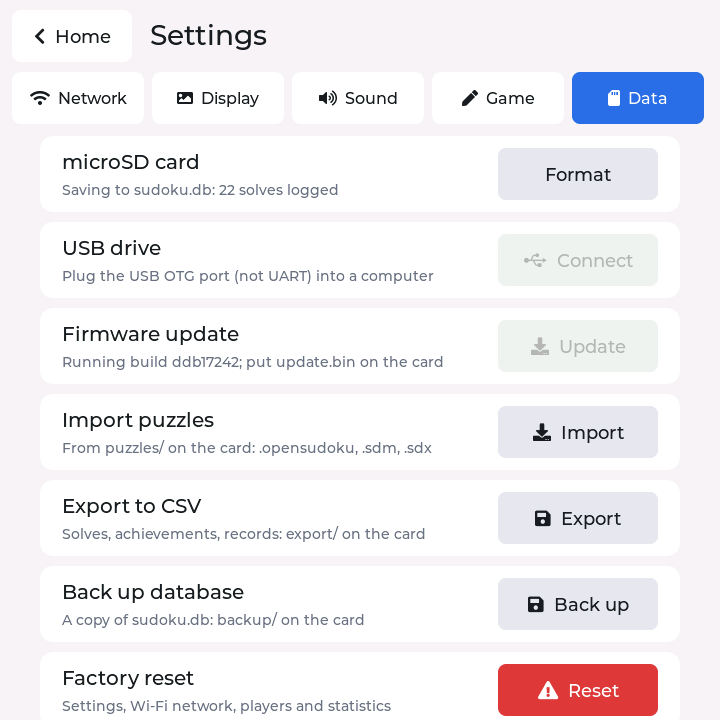 Home
Settings
Network
Display
Sound
Game
Data
microSD card
Saving to sudoku.db: 22 solves logged
Format
USB drive
Plug the USB OTG port (not UART) into a computer
Connect
Firmware update
Running build ddb17242; put update.bin on the card
Update
Import puzzles
From puzzles/ on the card: .opensudoku, .sdm, .sdx
Import
Export to CSV
Solves, achievements, records: export/ on the card
Export
Back up database
A copy of sudoku.db: backup/ on the card
Back up
Factory reset
Settings, Wi-Fi network, players and statistics
Reset